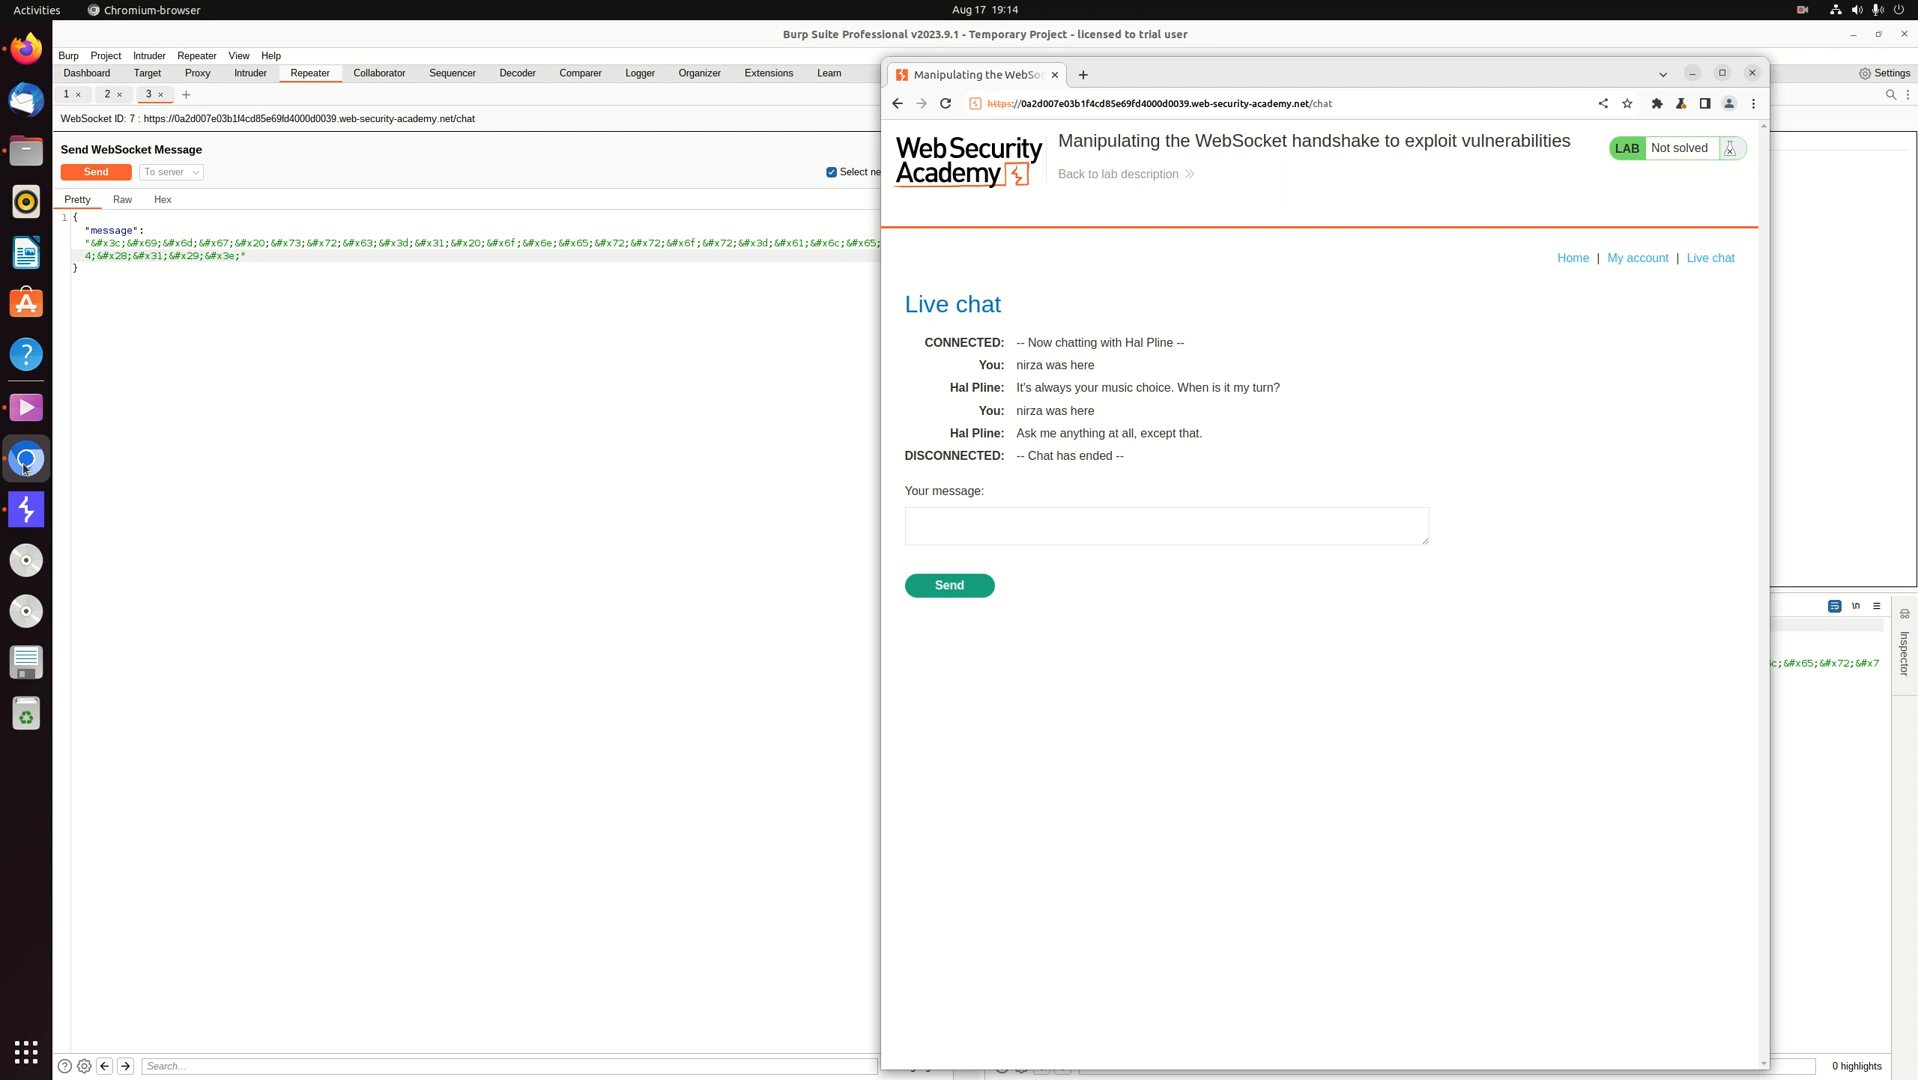 Activities
Chromium-browser
Aug 17 19:14
Burp Suite Professional v2023.9.1 - Temporary Project - licensed to trial user
Burp Project Intruder Repeater View Help
Dashboard Target Proxy Intruder Repeater Collaborator Sequencer Decoder Comparer Logger Organizer Extensions Learn
Settings
1 × 2 × 3 × +
WebSocket ID: 7 : https://0a2d007e03b1f4cd85e69fd4000d0039.web-security-academy.net/chat
Send WebSocket Message
Send To server
Select ne
Pretty Raw Hex
1 {
"message":
"&#x3c;&#x69;&#x6d;&#x67;&#x20;&#x73;&#x72;&#x63;&#x3d;&#x31;&#x20;&#x6f;&#x6e;&#x65;&#x72;&#x72;&#x6f;&#x72;&#x3d;&#x61;&#x6c;&#x65;
4;&#x28;&#x31;&#x29;&#x3e;"
}
Search...
Manipulating the WebSoc
https://0a2d007e03b1f4cd85e69fd4000d0039.web-security-academy.net/chat
Web Security
Academy
Manipulating the WebSocket handshake to exploit vulnerabilities
Back to lab description
LAB Not solved
Home | My account | Live chat
Live chat
CONNECTED: -- Now chatting with Hal Pline --
You: nirza was here
Hal Pline: It's always your music choice. When is it my turn?
You: nirza was here
Hal Pline: Ask me anything at all, except that.
DISCONNECTED: -- Chat has ended --
Your message:
Send
\n
Inspector
c;&#x65;&#x72;&#x7
0 highlights